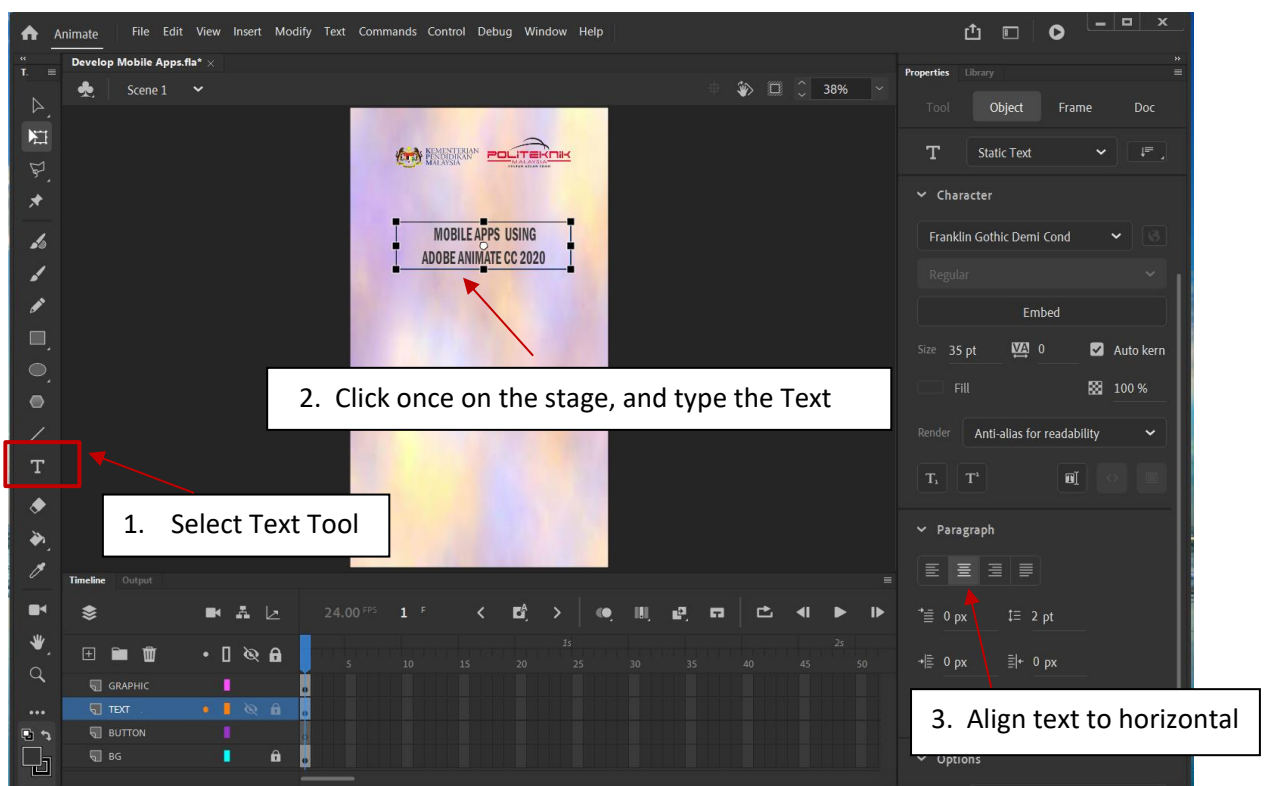 Animate File Edit View Insert Modify Text Commands Control Debug Window Help
Develop Mobile Apps.fla*
T.
Scene 1
38%
Properties Library
Tool Object Frame Doc
T Static Text
Character
Franklin Gothic Demi Cond
Regular
Embed
Size 35 pt VA 0 Auto kern
Fill 100 %
Render Anti-alias for readability
T₁ T¹
Paragraph
0 px 2 pt
0 px 0 px
Options
KEMENTERIAN
PENDIDIKAN
MALAYSIA
POLITEKNIK
MALAYSIA
MOBILE APPS USING
ADOBE ANIMATE CC 2020
2. Click once on the stage, and type the Text
T
1. Select Text Tool
3. Align text to horizontal
Timeline Output
24.00 FPS 1 F
1s 2s
5 10 15 20 25 30 35 40 45 50
GRAPHIC
TEXT
BUTTON
BG